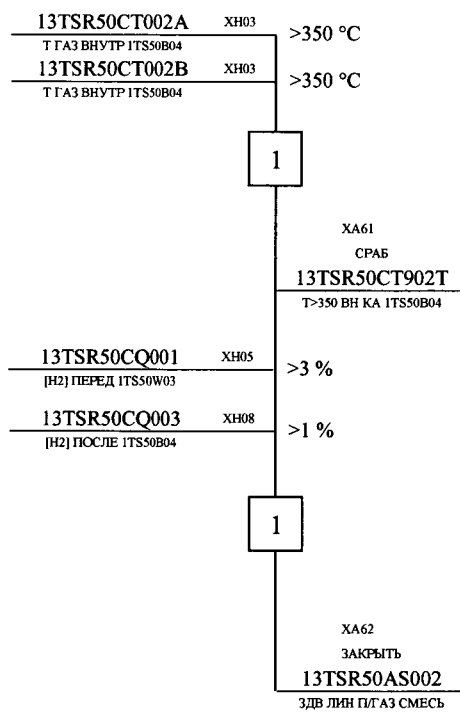 13TSR50CT002A XH03 >350 °C
Т ГАЗ ВНУТР 1TS50B04
13TSR50CT002B XH03 >350 °C
Т ГАЗ ВНУТР 1TS50B04
1
XA61
СРАБ
13TSR50CT902T
T>350 ВН КА 1TS50B04
13TSR50CQ001 XH05 >3 %
[H2] ПЕРЕД 1TS50W03
13TSR50CQ003 XH08 >1 %
[H2] ПОСЛЕ 1TS50B04
1
XA62
ЗАКРЫТЬ
13TSR50AS002
ЗДВ ЛИН П/ГАЗ СМЕСЬ